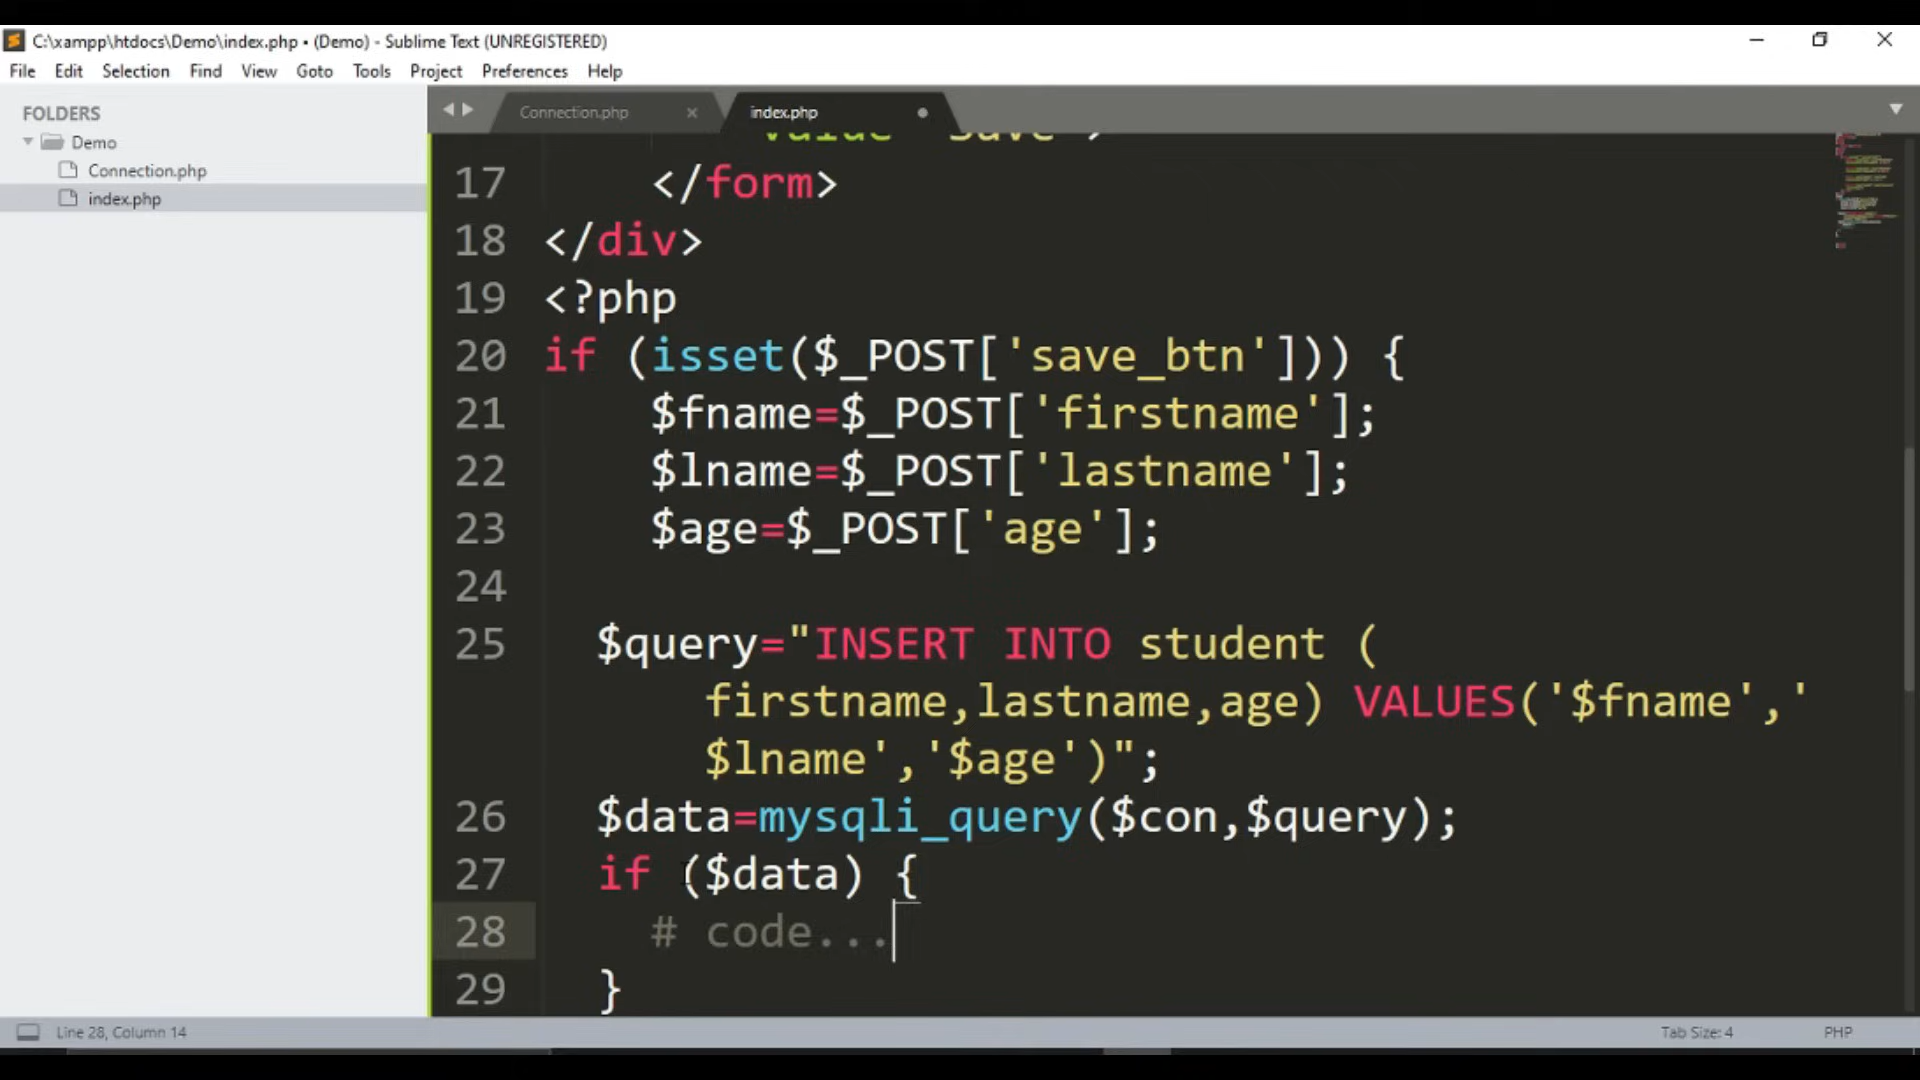 C:\xampp\htdocs\Demo\index.php • (Demo) - Sublime Text (UNREGISTERED)
File Edit Selection Find View Goto Tools Project Preferences Help
FOLDERS
Demo
Connection.php
index.php
Connection.php × index.php
17 </form>
18 </div>
19 <?php
20 if (isset($_POST['save_btn'])) {
21 $fname=$_POST['firstname'];
22 $lname=$_POST['lastname'];
23 $age=$_POST['age'];
24
25 $query="INSERT INTO student (
firstname,lastname,age) VALUES('$fname','
$lname','$age')";
26 $data=mysqli_query($con,$query);
27 if ($data) {
28 # code...
29 }
Line 28, Column 14 Tab Size: 4 PHP